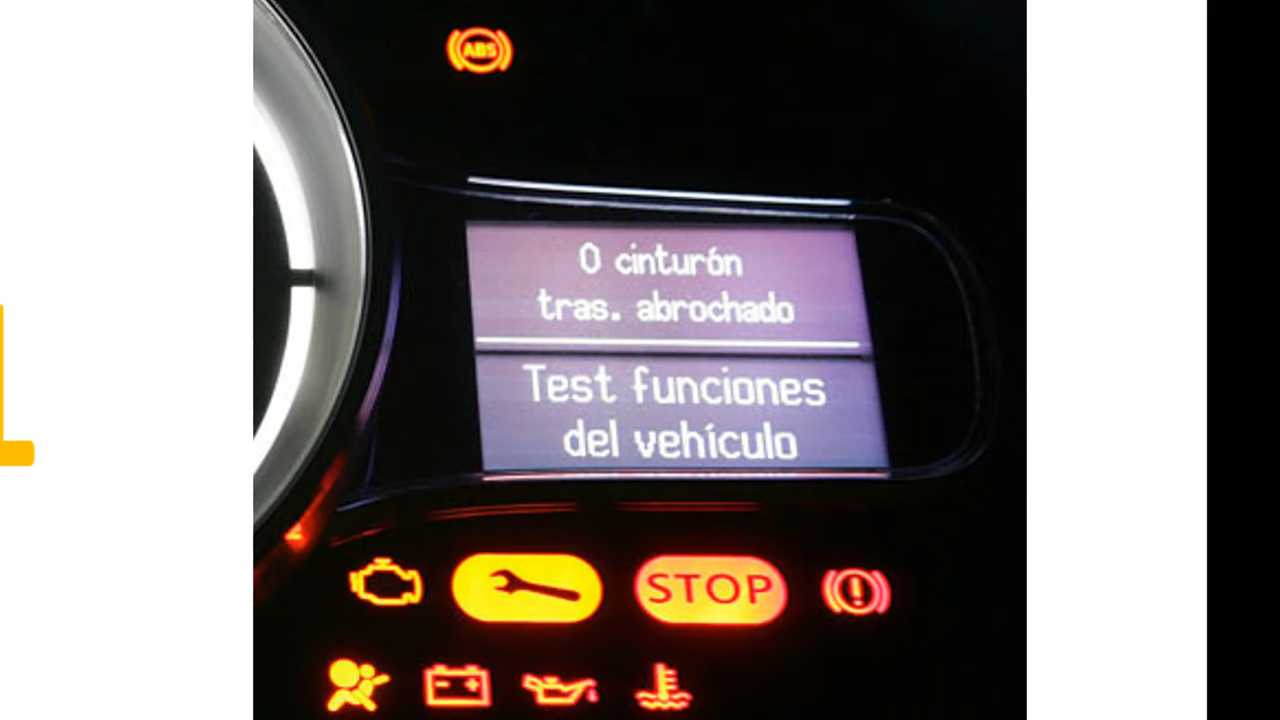 ABS
0 cinturón
tras. abrochado
Test funciones
del vehículo
STOP